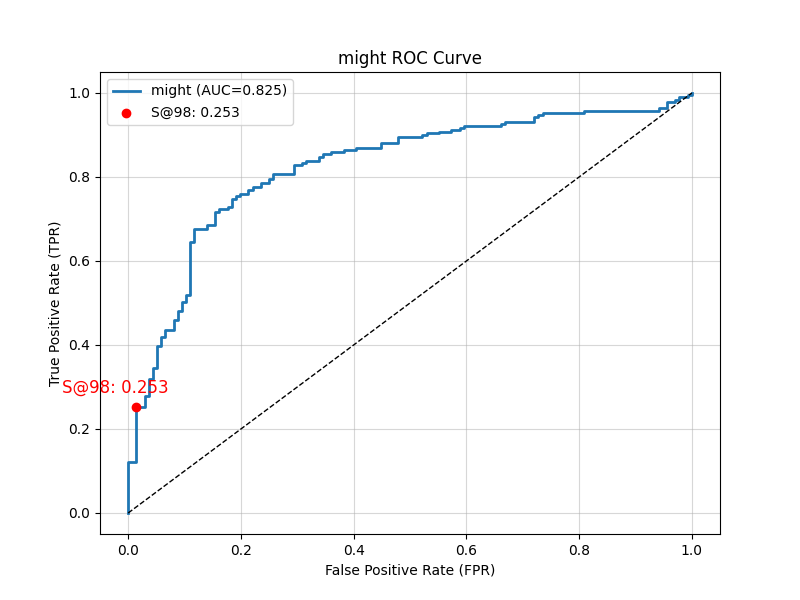 might ROC Curve
might (AUC=0.825)
S@98: 0.253
True Positive Rate (TPR)
1.0
0.8
0.6
0.4
0.2
0.0
S@98: 0.253
0.0 0.2 0.4 0.6 0.8 1.0
False Positive Rate (FPR)